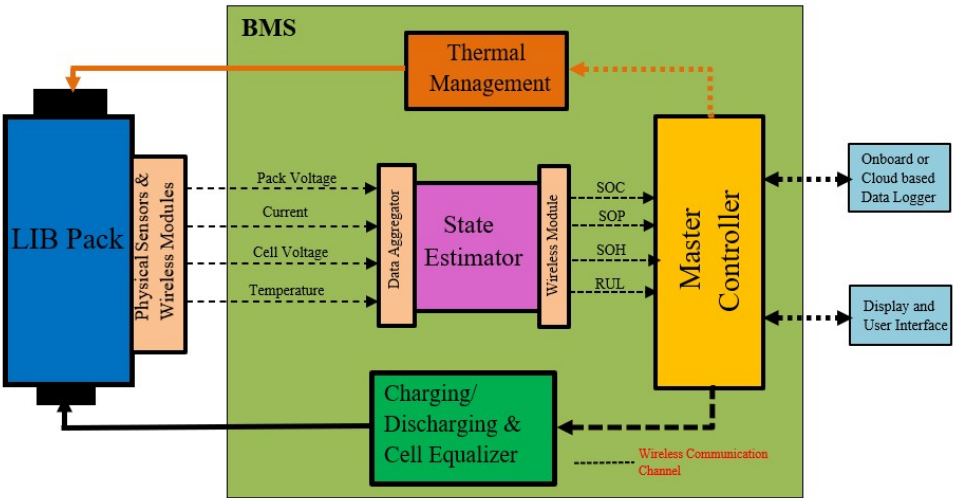 BMS
Thermal
Management
LIB Pack
Physical Sensors &
Wireless Modules
Pack Voltage
Current
Cell Voltage
Temperature
Data Aggregator
State
Estimator
Wireless Module
SOC
SOP
SOH
RUL
Master
Controller
Onboard or
Cloud based
Data Logger
Display and
User Interface
Charging/
Discharging &
Cell Equalizer
Wireless Communication
Channel